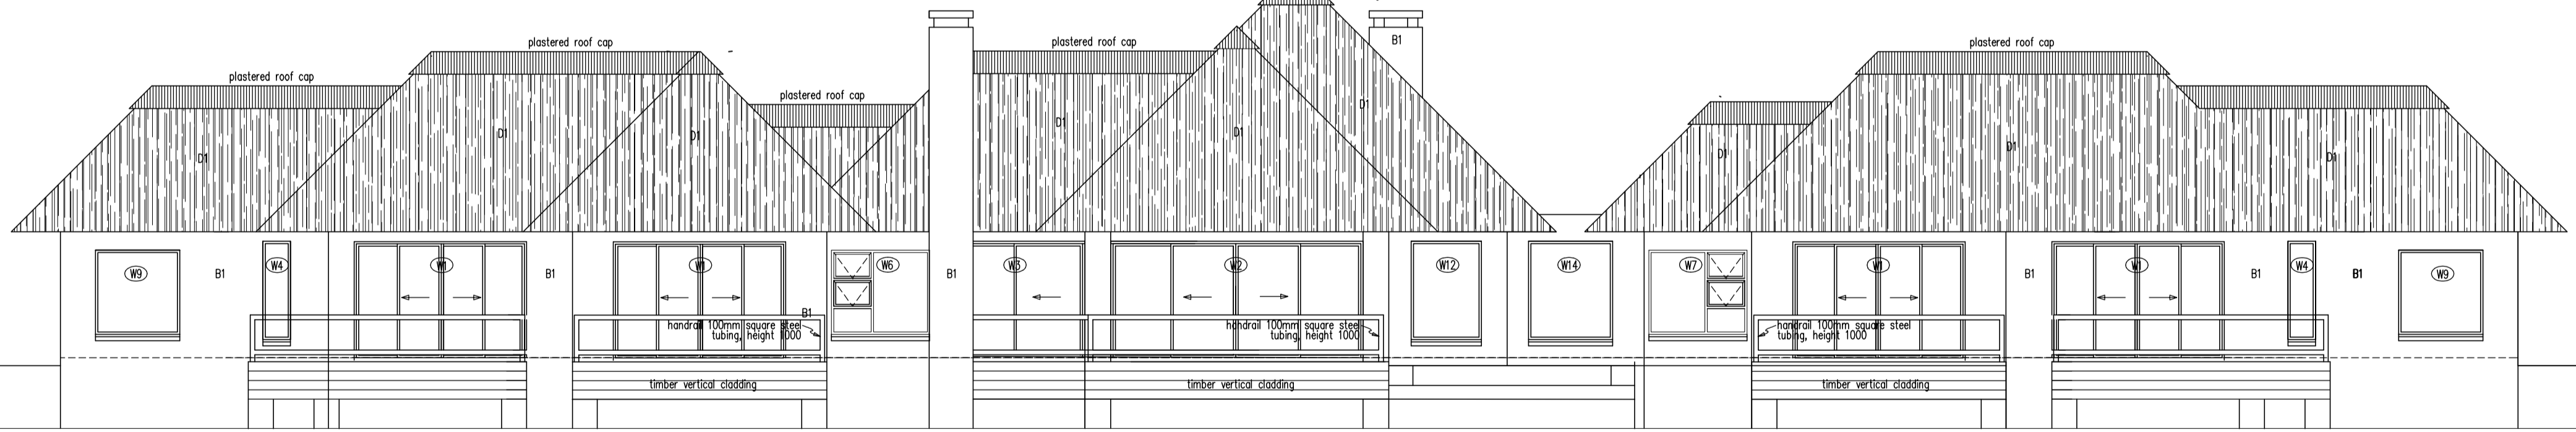 plastered roof cap
plastered roof cap
plastered roof cap
plastered roof cap
plastered roof cap
B1
D1
D1
D1
D1
D1
D1
D1
D1
D1
W9
B1
W4
W1
B1
W1
W6
B1
W3
W2
W12
W14
W7
W1
B1
W1
B1
W4
B1
W9
B1
handrail 100mm square steel
tubing, height 1000
handrail 100mm square steel
tubing, height 1000
handrail 100mm square steel
tubing, height 1000
timber vertical cladding
timber vertical cladding
timber vertical cladding